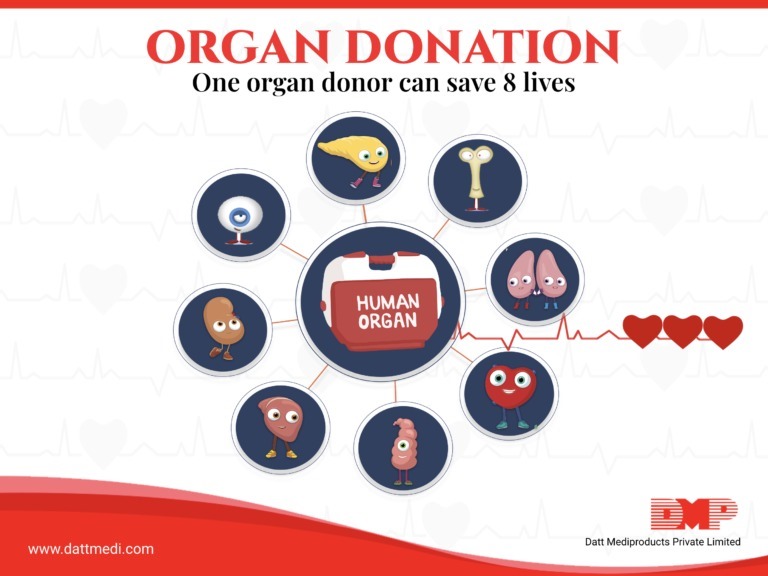 ORGAN DONATION
One organ donor can save 8 lives
HUMAN
ORGAN
DMP
www.dattmedi.com
Datt Mediproducts Private Limited